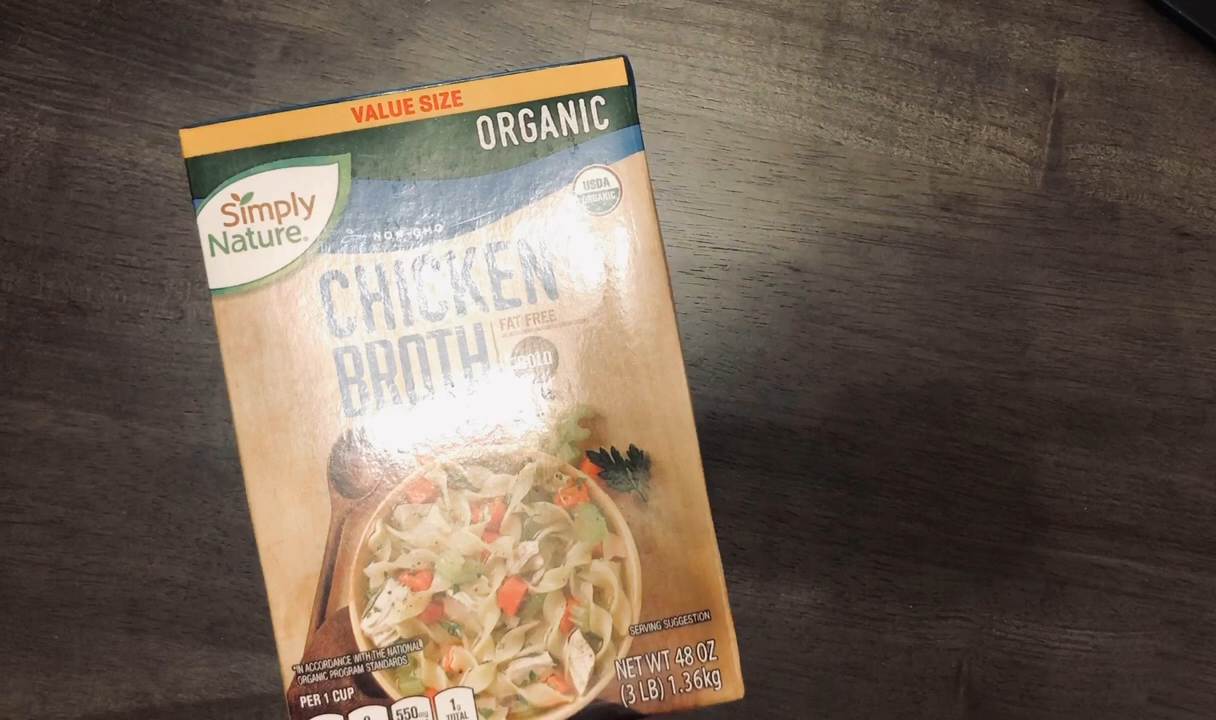 VALUE SIZE
ORGANIC
USDA
ORGANIC
Simply
Nature®
NON-GMO
CHICKEN
BROTH
FAT FREE
SERVING SUGGESTION
*IN ACCORDANCE WITH THE NATIONAL
ORGANIC PROGRAM STANDARDS
PER 1 CUP
550mg
1g
TOTAL
NET WT 48 OZ
(3 LB) 1.36kg